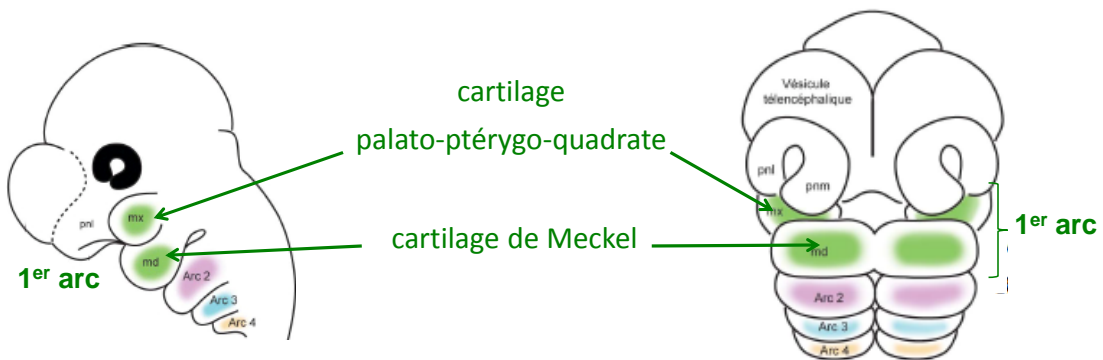 cartilage
palato-ptérygo-quadrate
cartilage de Meckel
1er arc
pnl
mx
md
Arc 2
Arc 3
Arc 4
Vésicule
télencéphalique
pnl
pnm
mx
md
1er arc
Arc 2
Arc 3
Arc 4